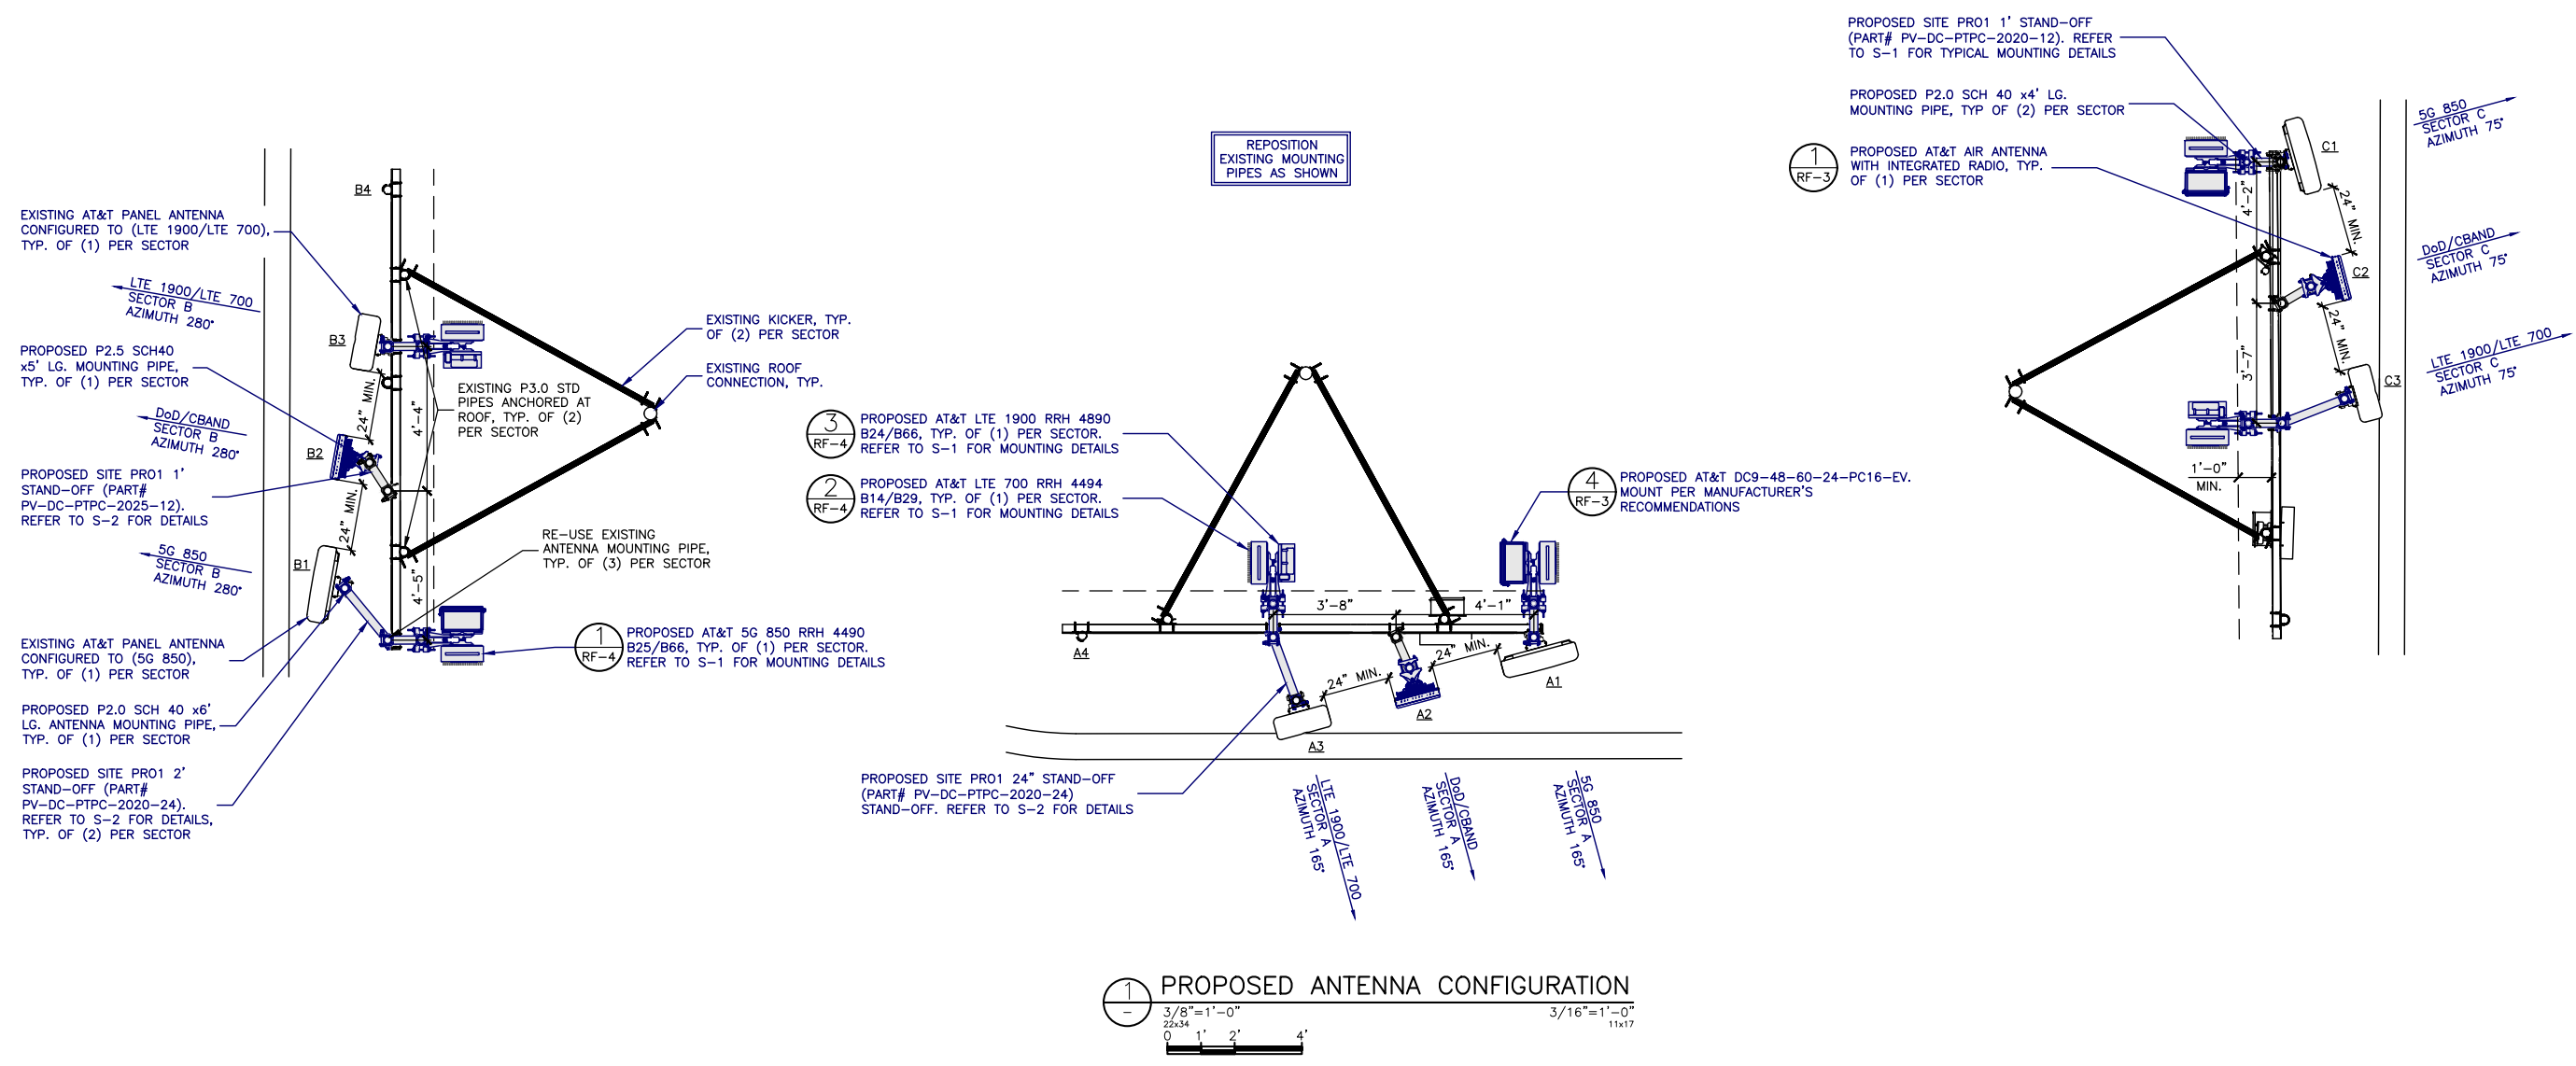 B4
EXISTING AT&T PANEL ANTENNA
CONFIGURED TO (LTE 1900/LTE 700),
TYP. OF (1) PER SECTOR
LTE 1900/LTE 700
SECTOR B
AZIMUTH 280°
B3
PROPOSED P2.5 SCH40
x5' LG. MOUNTING PIPE,
TYP. OF (1) PER SECTOR
24" MIN.
4'-4"
DoD/CBAND
SECTOR B
AZIMUTH 280°
B2
PROPOSED SITE PRO1 1'
STAND-OFF (PART#
PV-DC-PTPC-2025-12).
REFER TO S-2 FOR DETAILS
24" MIN.
5G 850
SECTOR B
AZIMUTH 280°
B1
4'-5"
EXISTING AT&T PANEL ANTENNA
CONFIGURED TO (5G 850),
TYP. OF (1) PER SECTOR
PROPOSED P2.0 SCH 40 x6'
LG. ANTENNA MOUNTING PIPE,
TYP. OF (1) PER SECTOR
PROPOSED SITE PRO1 2'
STAND-OFF (PART#
PV-DC-PTPC-2020-24).
REFER TO S-2 FOR DETAILS,
TYP. OF (2) PER SECTOR
EXISTING KICKER, TYP.
OF (2) PER SECTOR
EXISTING ROOF
CONNECTION, TYP.
EXISTING P3.0 STD
PIPES ANCHORED AT
ROOF, TYP. OF (2)
PER SECTOR
RE-USE EXISTING
ANTENNA MOUNTING PIPE,
TYP. OF (3) PER SECTOR
1
RF-4
PROPOSED AT&T 5G 850 RRH 4490
B25/B66, TYP. OF (1) PER SECTOR.
REFER TO S-1 FOR MOUNTING DETAILS
REPOSITION
EXISTING MOUNTING
PIPES AS SHOWN
3
RF-4
PROPOSED AT&T LTE 1900 RRH 4890
B24/B66, TYP. OF (1) PER SECTOR.
REFER TO S-1 FOR MOUNTING DETAILS
2
RF-4
PROPOSED AT&T LTE 700 RRH 4494
B14/B29, TYP. OF (1) PER SECTOR.
REFER TO S-1 FOR MOUNTING DETAILS
4
RF-3
PROPOSED AT&T DC9-48-60-24-PC16-EV.
MOUNT PER MANUFACTURER'S
RECOMMENDATIONS
3'-8"
4'-1"
A4
24" MIN.
24" MIN.
A1
A2
A3
PROPOSED SITE PRO1 24" STAND-OFF
(PART# PV-DC-PTPC-2020-24)
STAND-OFF. REFER TO S-2 FOR DETAILS
LTE 1900/LTE 700
SECTOR A
AZIMUTH 165°
DoD/CBAND
SECTOR A
AZIMUTH 165°
5G 850
SECTOR A
AZIMUTH 165°
PROPOSED SITE PRO1 1' STAND-OFF
(PART# PV-DC-PTPC-2020-12). REFER
TO S-1 FOR TYPICAL MOUNTING DETAILS
PROPOSED P2.0 SCH 40 x4' LG.
MOUNTING PIPE, TYP OF (2) PER SECTOR
1
RF-3
PROPOSED AT&T AIR ANTENNA
WITH INTEGRATED RADIO, TYP.
OF (1) PER SECTOR
C1
4'-2"
24" MIN.
C2
24" MIN.
3'-7"
C3
1'-0"
MIN.
5G 850
SECTOR C
AZIMUTH 75°
DoD/CBAND
SECTOR C
AZIMUTH 75°
LTE 1900/LTE 700
SECTOR C
AZIMUTH 75°
1
-
PROPOSED ANTENNA CONFIGURATION
3/8"=1'-0"
22x34
3/16"=1'-0"
11x17
0 1' 2' 4'